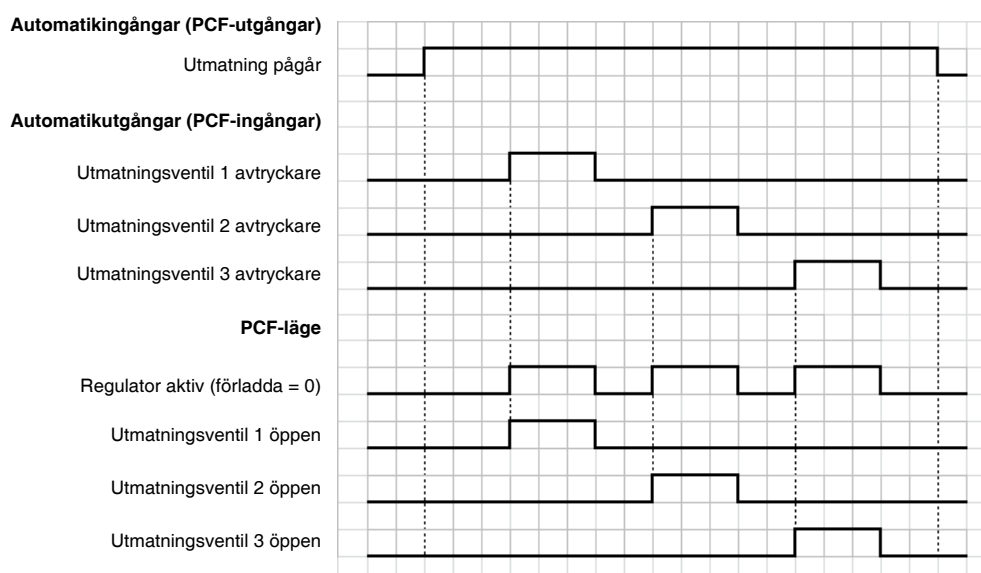 Automatikingångar (PCF-utgångar)
Utmatning pågår
Automatikutgångar (PCF-ingångar)
Utmatningsventil 1 avtryckare
Utmatningsventil 2 avtryckare
Utmatningsventil 3 avtryckare
PCF-läge
Regulator aktiv (förladda = 0)
Utmatningsventil 1 öppen
Utmatningsventil 2 öppen
Utmatningsventil 3 öppen